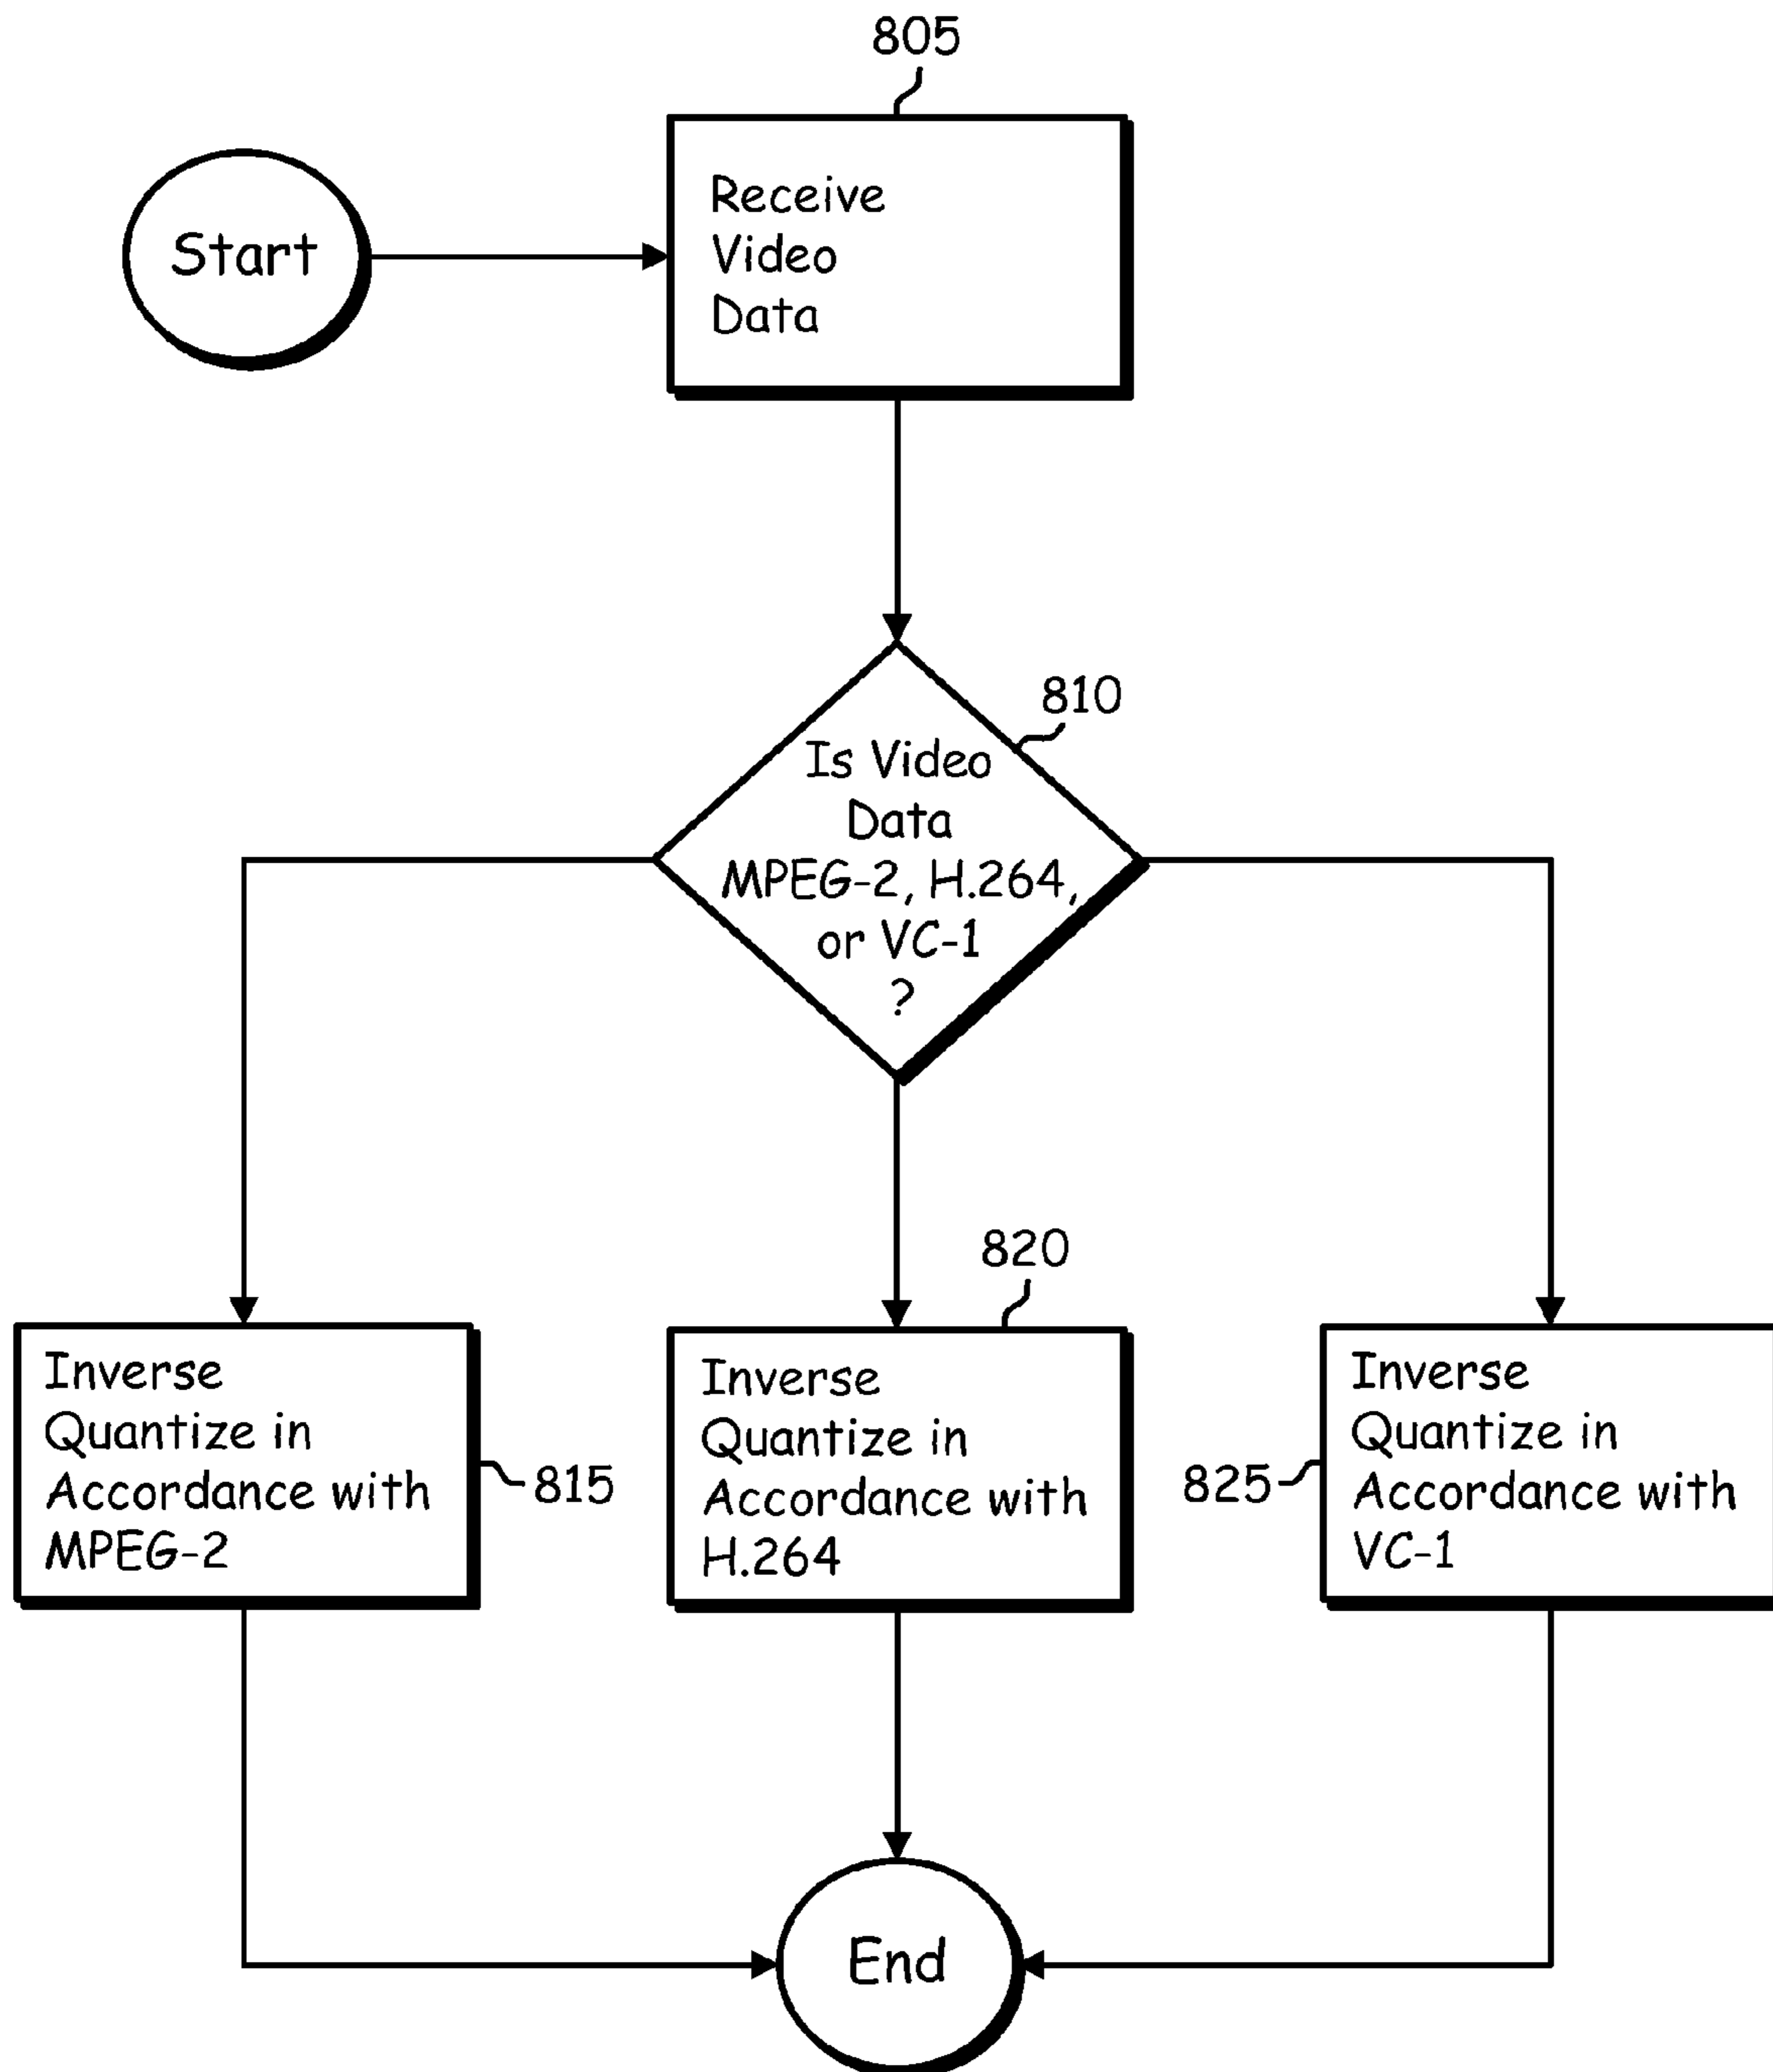 805
Start
Receive
Video
Data
810
Is Video
Data
MPEG-2, H.264,
or VC-1
?
820
Inverse
Quantize in
Accordance with
MPEG-2
815
Inverse
Quantize in
Accordance with
H.264
825
Inverse
Quantize in
Accordance with
VC-1
End